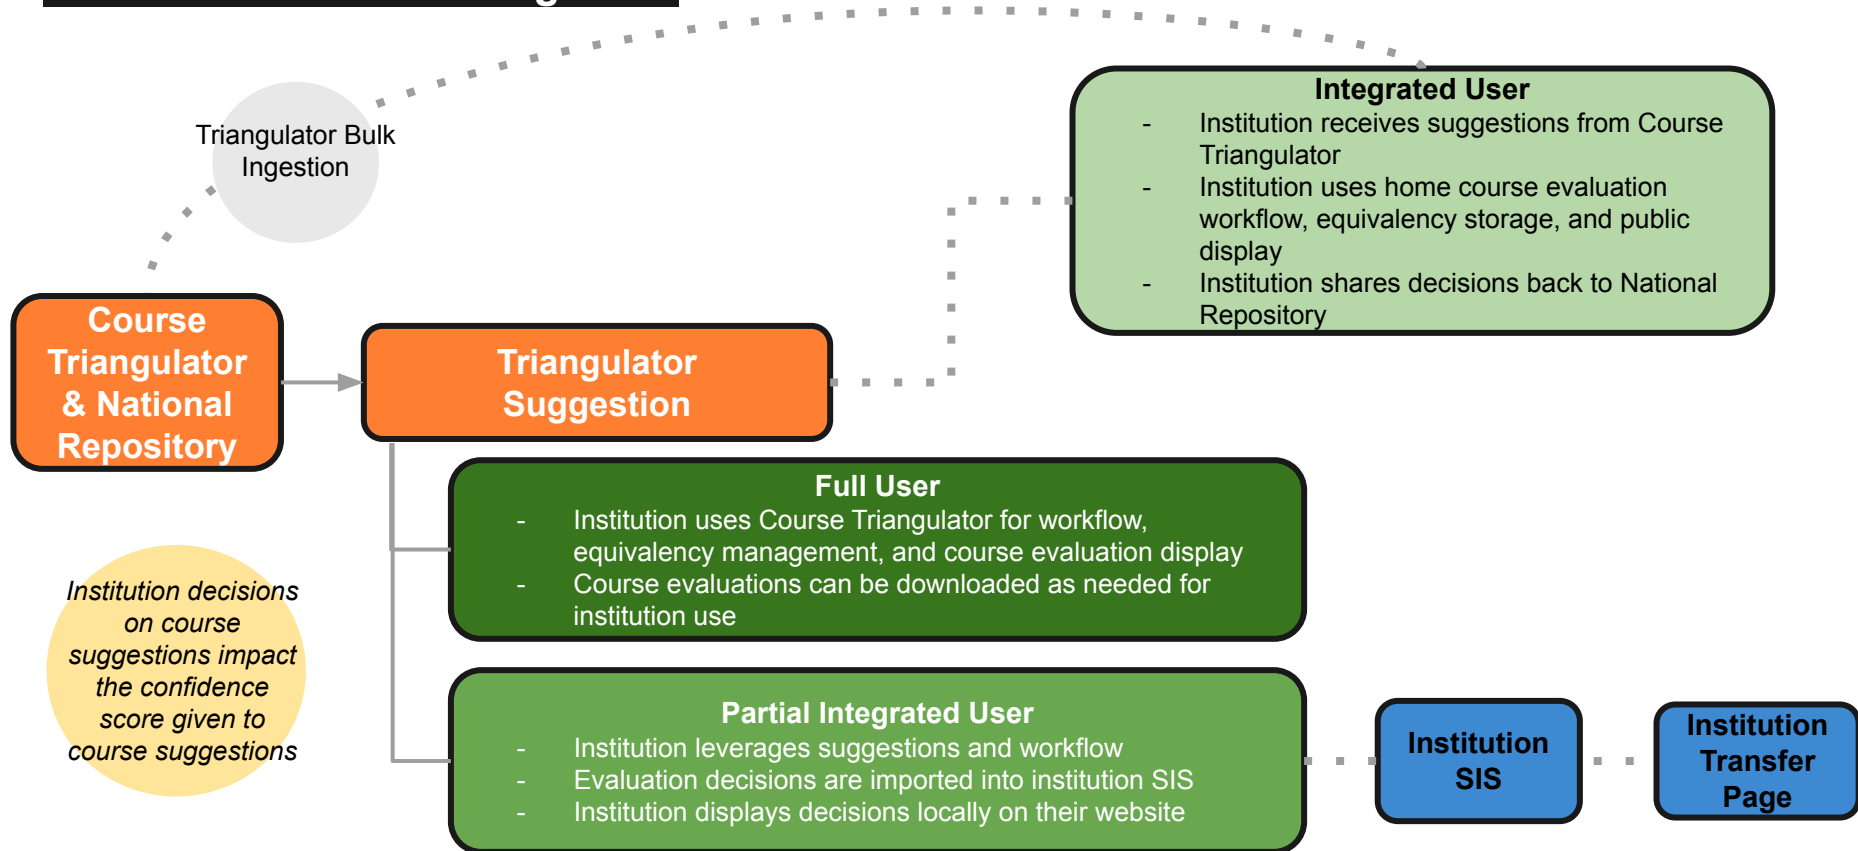 Triangulator Bulk
Ingestion
Integrated User
- Institution receives suggestions from Course
Triangulator
- Institution uses home course evaluation
workflow, equivalency storage, and public
display
- Institution shares decisions back to National
Repository
Course
Triangulator
& National
Repository
Triangulator
Suggestion
Full User
- Institution uses Course Triangulator for workflow,
equivalency management, and course evaluation display
- Course evaluations can be downloaded as needed for
institution use
Institution decisions
on course
suggestions impact
the confidence
score given to
course suggestions
Partial Integrated User
- Institution leverages suggestions and workflow
- Evaluation decisions are imported into institution SIS
- Institution displays decisions locally on their website
Institution
SIS
Institution
Transfer
Page